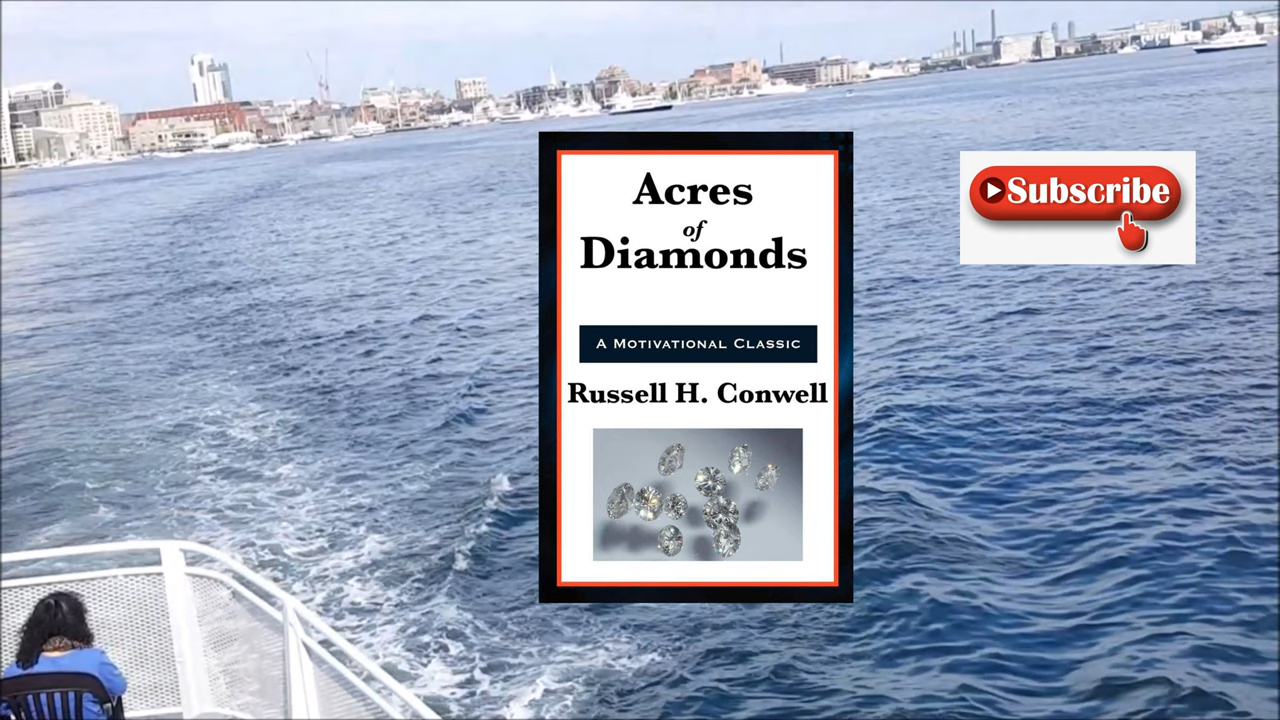 Acres
of
Diamonds
A Motivational Classic
Russell H. Conwell
Subscribe